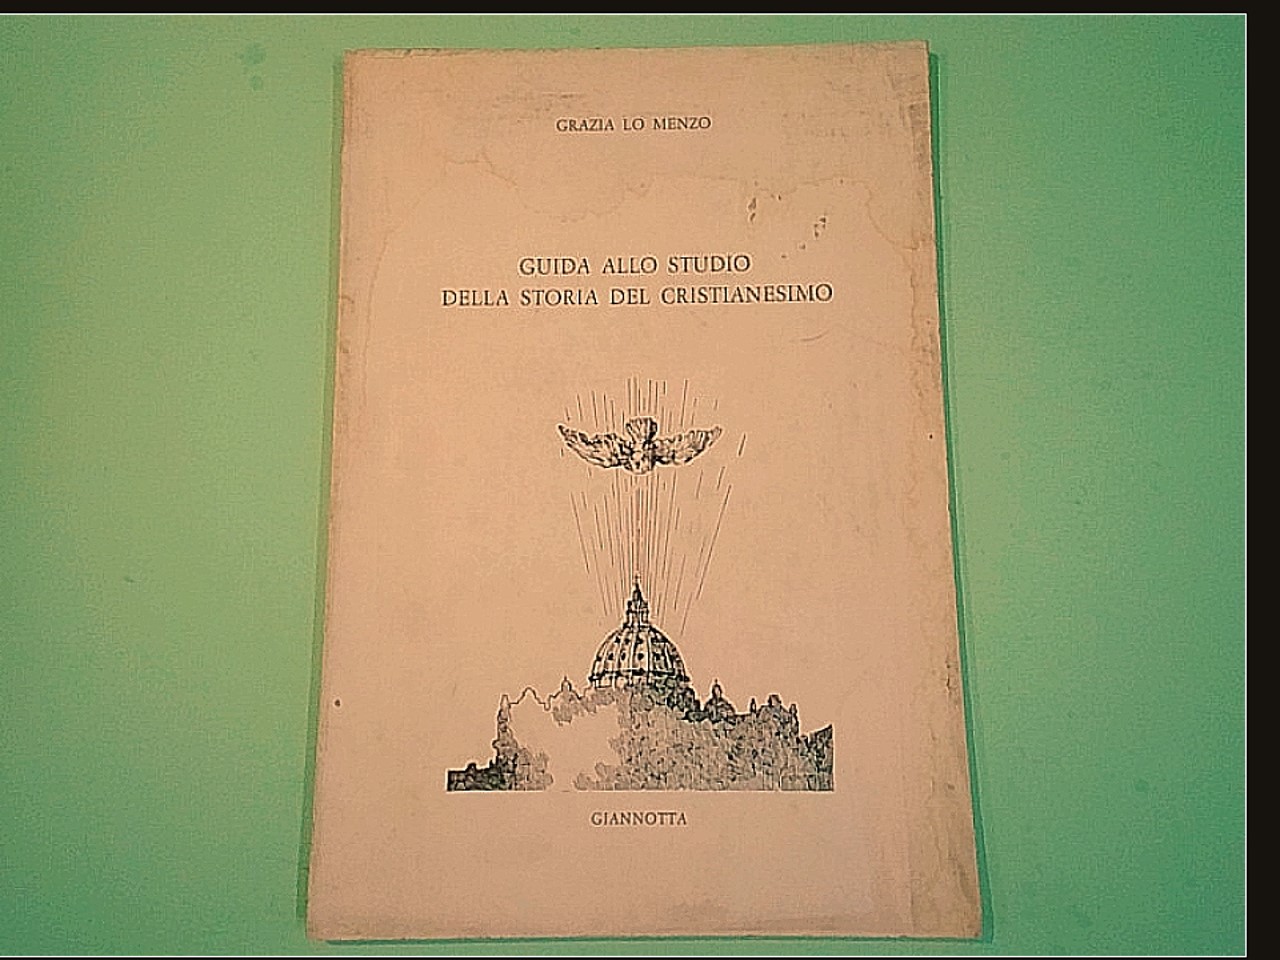 GRAZIA LO MENZO
GUIDA ALLO STUDIO
DELLA STORIA DEL CRISTIANESIMO
GIANNOTTA